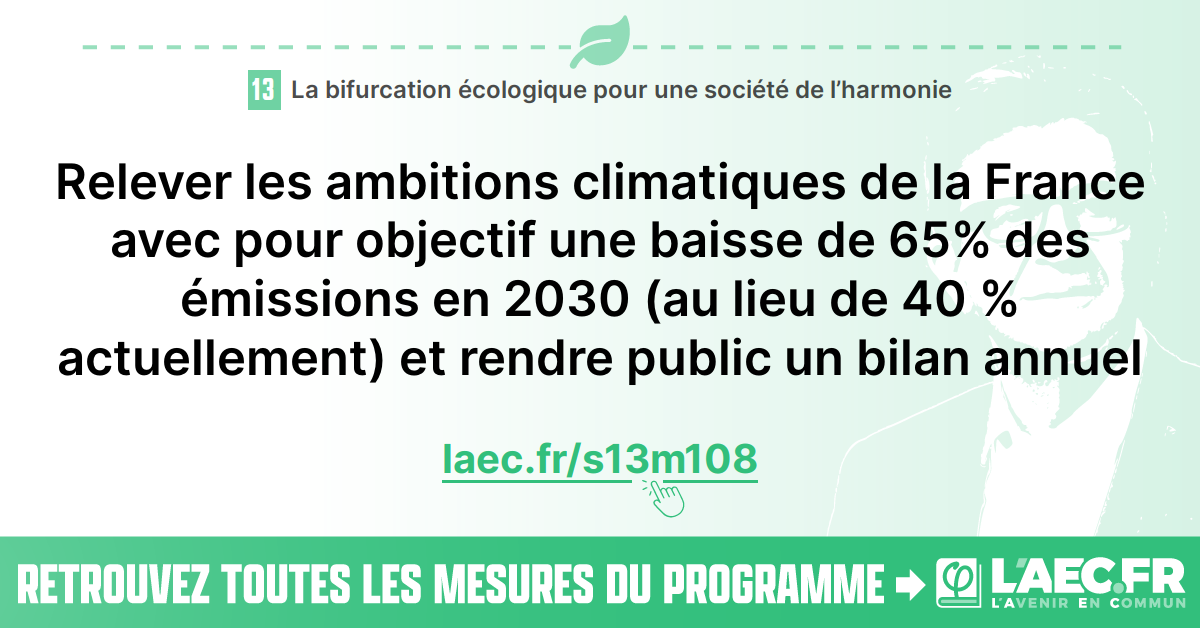 13 La bifurcation écologique pour une société de l’harmonie
Relever les ambitions climatiques de la France
avec pour objectif une baisse de 65% des
émissions en 2030 (au lieu de 40 %
actuellement) et rendre public un bilan annuel
laec.fr/s13m108
RETROUVEZ TOUTES LES MESURES DU PROGRAMME
φ L'AEC.FR
L'AVENIR EN COMMUN